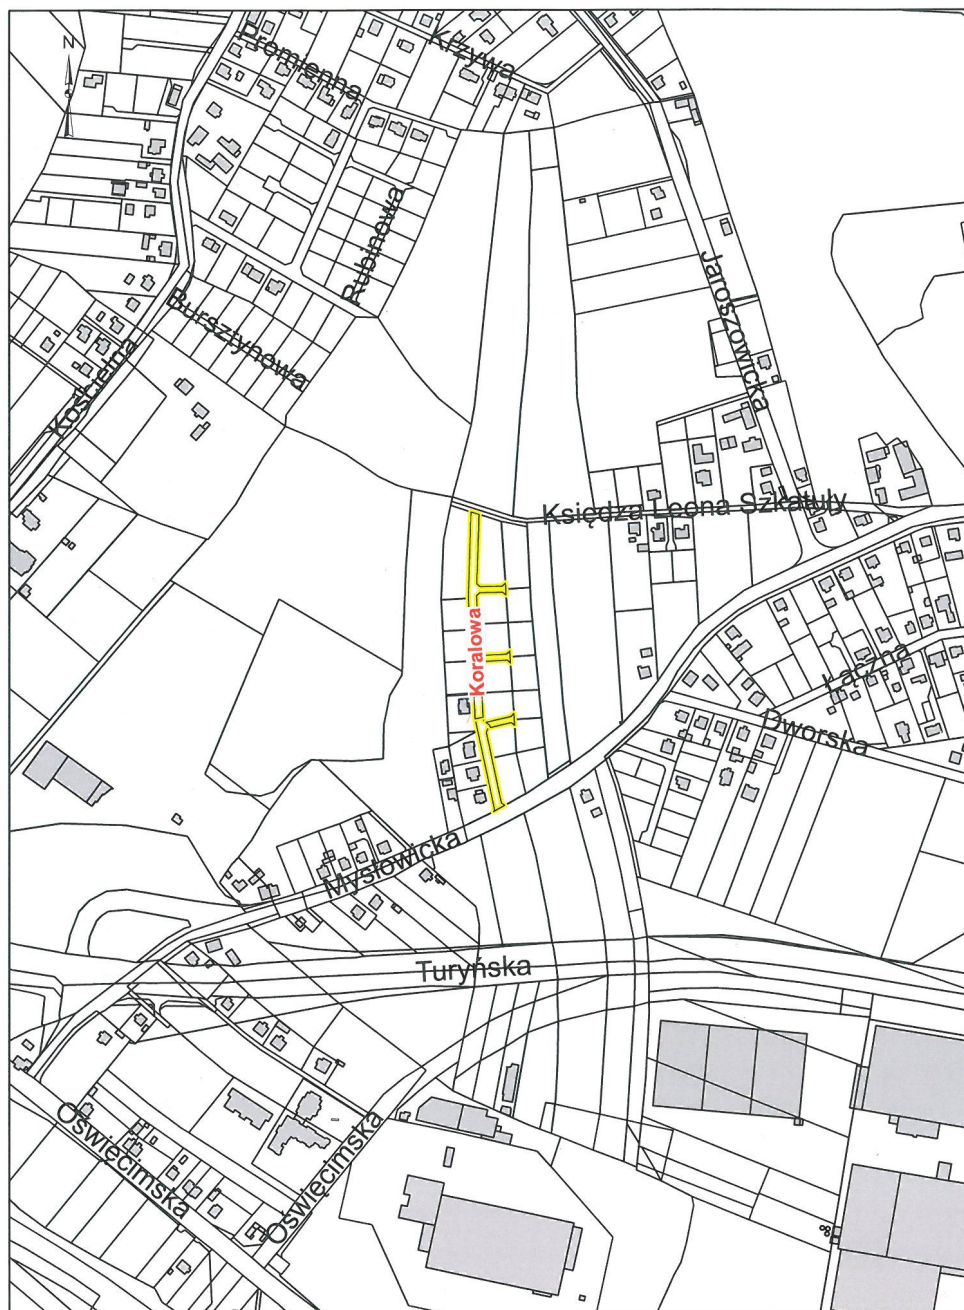 N
Promienna
Krzywa
Rubinowa
Bursztynowa
Kościelna
Jaroszowicka
Księdza Leona Szkatuły
Koralowa
Łączna
Dworska
Mysłowicka
Turyńska
Oświęcimska
Oświęcimska